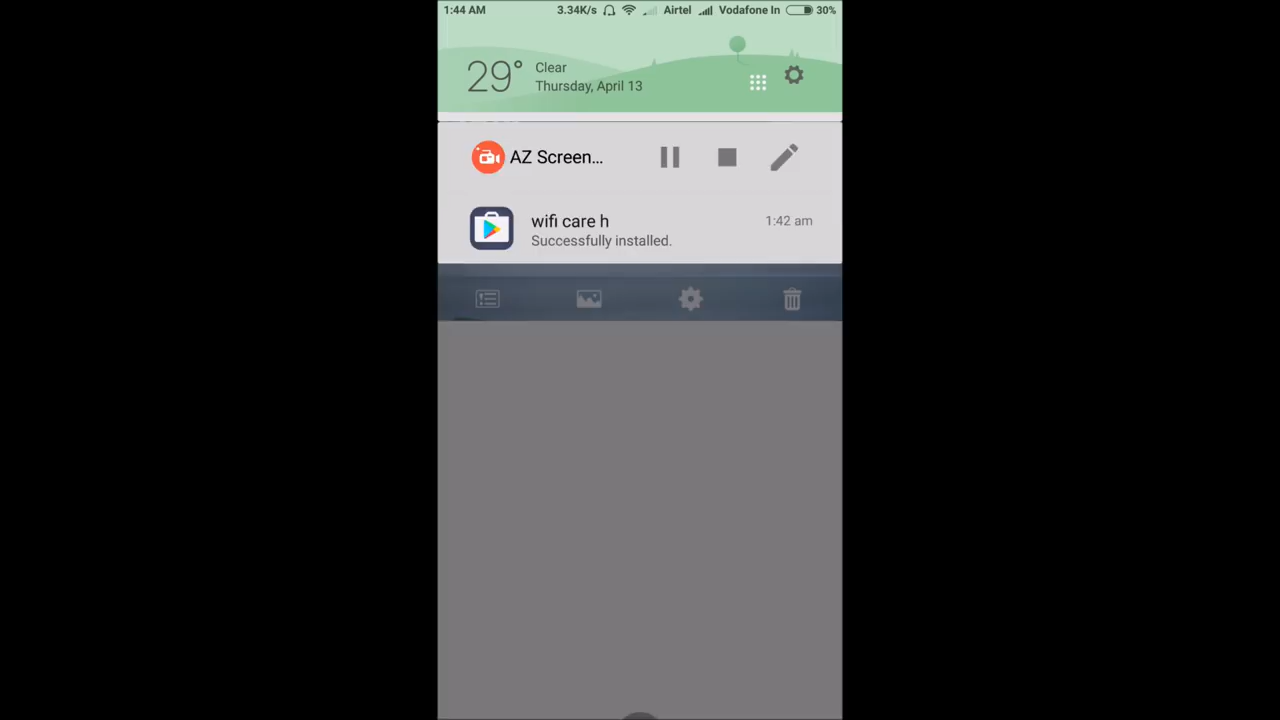 1:44 AM 3.34K/s Airtel Vodafone In 30%
29° Clear
Thursday, April 13
AZ Screen...
wifi care h 1:42 am
Successfully installed.